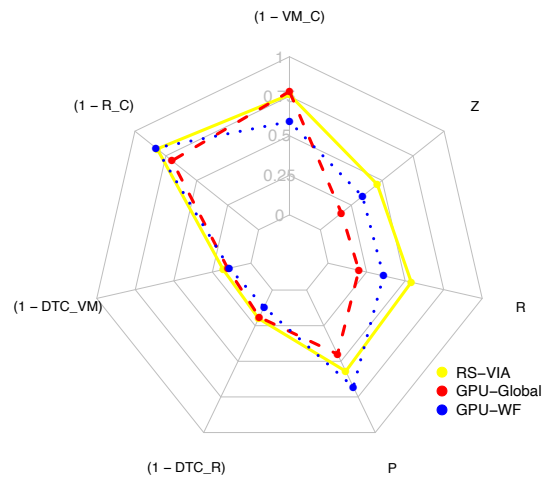 (1 − VM_C)
1
(1 − R_C)
Z
0.5
0.25
0
(1 − DTC_VM)
R
RS−VIA
GPU−Global
GPU−WF
(1 − DTC_R)
P